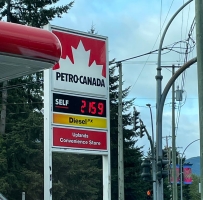 PETRO-CANADA
SELF 2159
Diesel
Uplands
Convenience Store